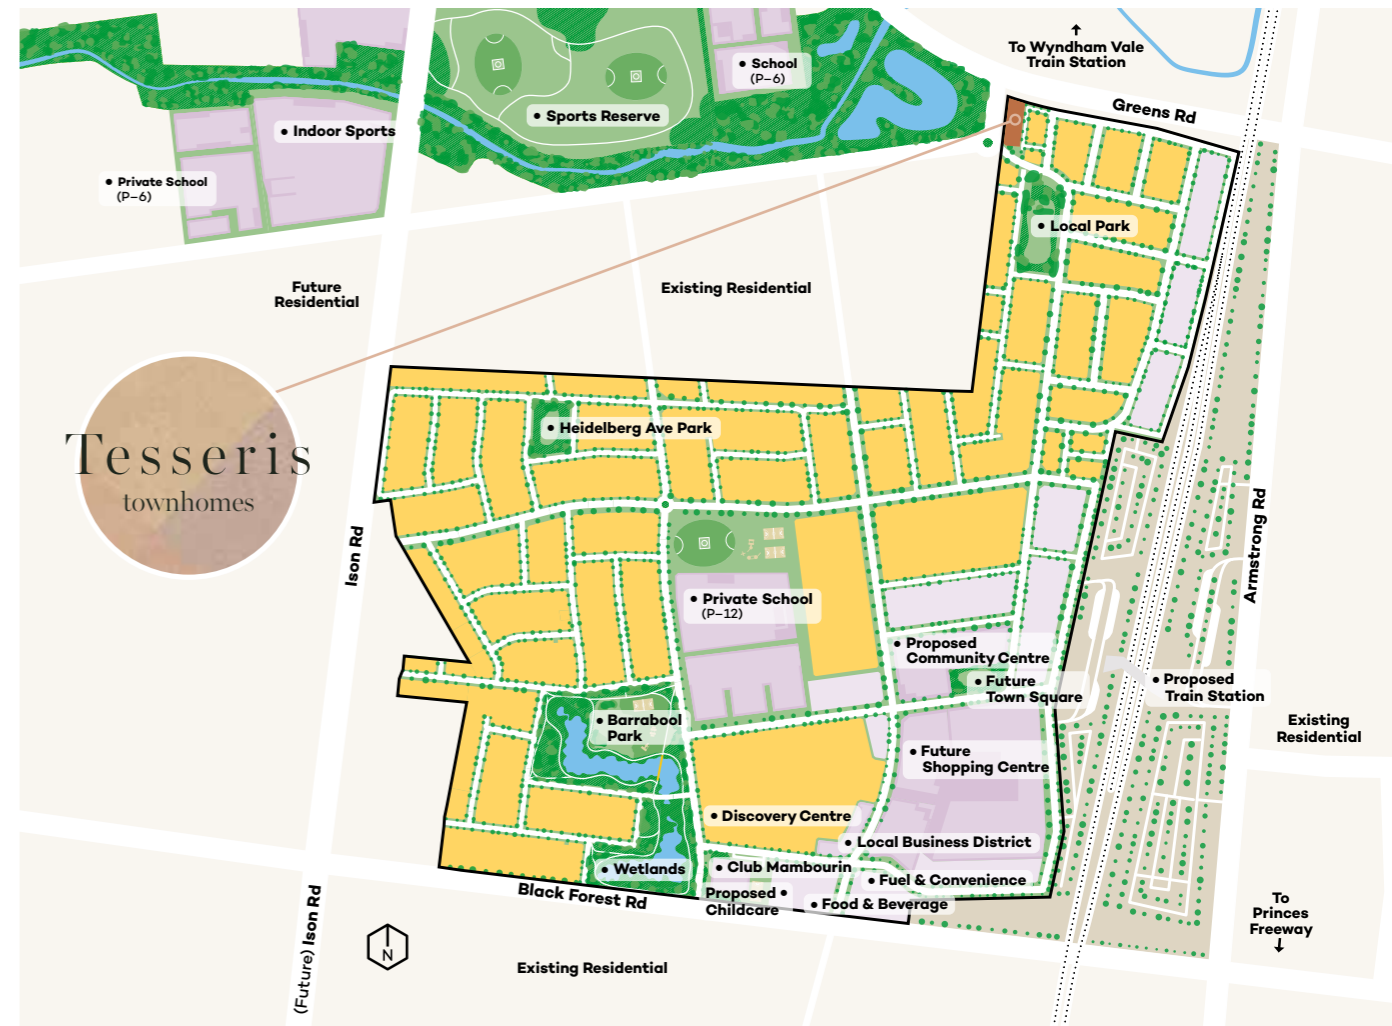 ↑
To Wyndham Vale
Train Station
Greens Rd
• School
(P–6)
• Sports Reserve
• Indoor Sports
• Private School
(P–6)
• Local Park
Future
Residential
Existing Residential
Tesseris
townhomes
• Heidelberg Ave Park
Ison Rd
Armstrong Rd
• Private School
(P–12)
• Proposed
Community Centre
• Future
Town Square
• Proposed
Train Station
• Barrabool
Park
Existing
Residential
• Future
Shopping Centre
• Discovery Centre
• Local Business District
• Wetlands
• Club Mambourin
• Fuel & Convenience
Proposed •
Childcare
• Food & Beverage
Black Forest Rd
(Future) Ison Rd
N
To
Princes
Freeway
↓
Existing Residential